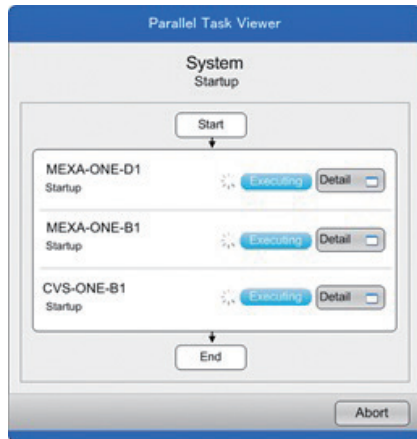 Parallel Task Viewer
System
Startup
Start
MEXA-ONE-D1
Startup
Executing
Detail
MEXA-ONE-B1
Startup
Executing
Detail
CVS-ONE-B1
Startup
Executing
Detail
End
Abort